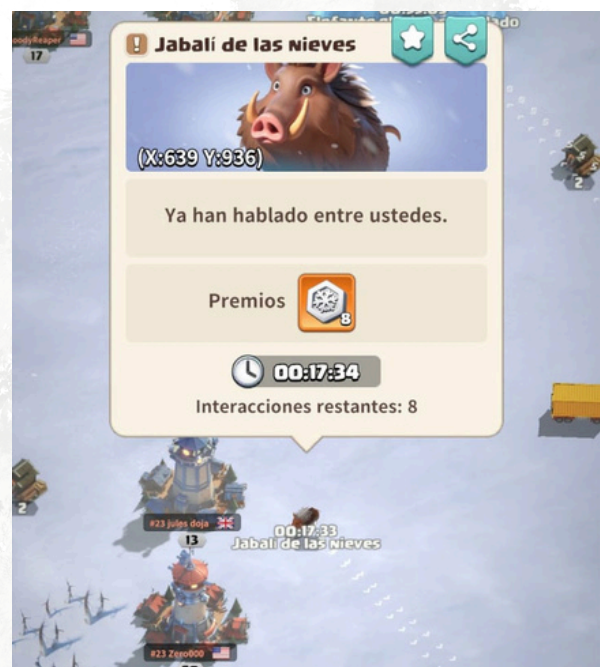 oodyReaper
17
Jabalí de las Nieves
(X:639 Y:936)
2
Ya han hablado entre ustedes.
Premios
8
00:17:34
Interacciones restantes: 8
2
#23 jules doja
13
00:17:33
Jabalí de las Nieves
#23 Zero000